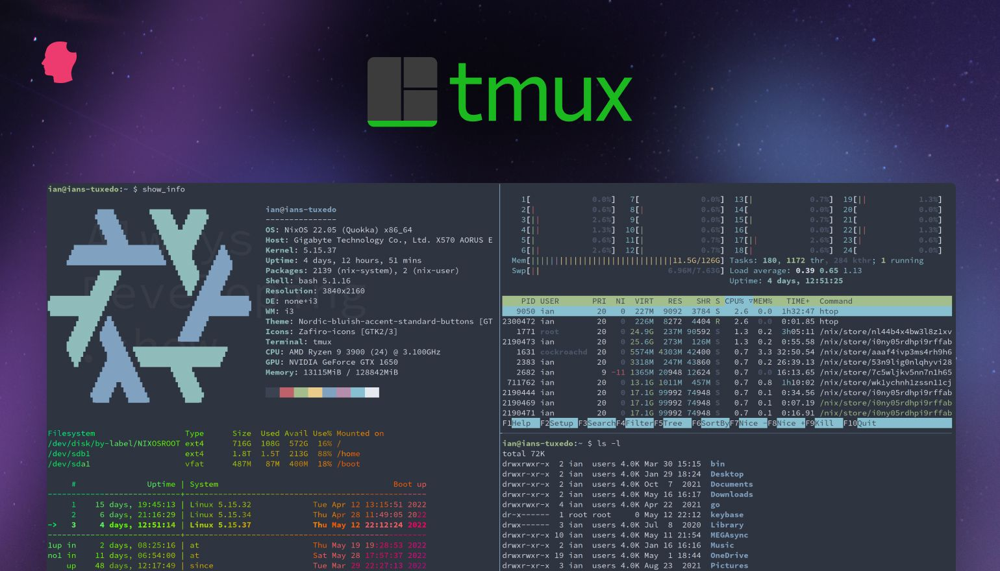 tmux
ian@ians-tuxedo:~ $ show_info
Always
Developing
ian@ians-tuxedo
---------------
OS: NixOS 22.05 (Quokka) x86_64
Host: Gigabyte Technology Co., Ltd. X570 AORUS E
Kernel: 5.15.37
Uptime: 4 days, 12 hours, 51 mins
Packages: 2139 (nix-system), 2 (nix-user)
Shell: bash 5.1.16
Resolution: 3840x2160
DE: none+i3
WM: i3
Theme: Nordic-bluish-accent-standard-buttons [GT
Icons: Zafiro-icons [GTK2/3]
Terminal: tmux
CPU: AMD Ryzen 9 3900 (24) @ 3.100GHz
GPU: NVIDIA GeForce GTX 1650
Memory: 13115MiB / 128842MiB
Filesystem Type Size Used Avail Use% Mounted on
/dev/disk/by-label/NIXOSROOT ext4 716G 108G 572G 16% /
/dev/sdb1 ext4 1.8T 1.5T 213G 88% /home
/dev/sda1 vfat 487M 87M 400M 18% /boot
# Uptime | System Boot up
----------------------------+---------------------------------------------------
1 15 days, 19:45:13 | Linux 5.15.32 Tue Apr 12 13:15:51 2022
2 6 days, 21:16:29 | Linux 5.15.34 Thu Apr 28 11:49:05 2022
-> 3 4 days, 12:51:14 | Linux 5.15.37 Thu May 12 22:12:24 2022
----------------------------+---------------------------------------------------
1up in 2 days, 08:25:16 | at Thu May 19 19:28:53 2022
no1 in 11 days, 06:54:00 | at Sat May 28 17:57:37 2022
up 48 days, 12:17:49 | since Tue Mar 29 22:27:13 2022
1[ 0.0%] 7[ 0.0%] 13[| 0.7%] 19[|| 1.3%]
2[| 0.6%] 8[| 0.6%] 14[ 0.0%] 20[ 0.0%]
3[|| 2.6%] 9[ 0.0%] 15[| 0.7%] 21[ 0.0%]
4[|| 1.3%] 10[| 0.6%] 16[ 0.0%] 22[|| 1.3%]
5[| 0.6%] 11[| 0.7%] 17[|| 2.6%] 23[| 0.6%]
6[|| 2.6%] 12[| 0.7%] 18[| 0.6%] 24[ 0.0%]
Mem[||||||||||||||||||||||||||||||11.5G/126G] Tasks: 180, 1172 thr, 284 kthr; 1 running
Swp[|| 6.96M/7.63G] Load average: 0.39 0.65 1.13
Uptime: 4 days, 12:51:25
PID USER PRI NI VIRT RES SHR S CPU% ▽MEM% TIME+ Command
9050 ian 20 0 227M 9092 3784 S 2.6 0.0 1h32:47 htop
2300472 ian 20 0 226M 8272 4404 R 2.6 0.0 0:01.85 htop
1771 root 20 0 24.9G 237M 90592 S 1.3 0.2 3h05:11 /nix/store/nl44b4x4bw3l8z1xv
2190473 ian 20 0 25.6G 273M 126M S 1.3 0.2 0:55.58 /nix/store/i0ny05rdhpi9rffab
1631 cockroachd 20 0 5574M 4303M 42400 S 0.7 3.3 32:50.54 /nix/store/aaaf4ivp3ms4rh9h6
2383 ian 20 0 3318M 247M 43860 S 0.7 0.2 26:39.13 /nix/store/53n9lig0nlqhyvi28
2682 ian 9 -11 1365M 20948 12624 S 0.7 0.0 16:13.65 /nix/store/7c5wljkv5nn7n1h65
711762 ian 20 0 13.1G 1011M 457M S 0.7 0.8 1h10:02 /nix/store/wk1ychnh1zssn11cj
2190444 ian 20 0 17.1G 99992 74948 S 0.7 0.1 0:34.56 /nix/store/i0ny05rdhpi9rffab
2190469 ian 20 0 17.1G 99992 74948 S 0.7 0.1 0:07.19 /nix/store/i0ny05rdhpi9rffab
2190471 ian 20 0 17.1G 99992 74948 S 0.7 0.1 0:16.91 /nix/store/i0ny05rdhpi9rffab
F1Help F2Setup F3SearchF4FilterF5Tree F6SortByF7Nice -F8Nice +F9Kill F10Quit
ian@ians-tuxedo:~ $ ls -l
total 72K
drwxrwxr-x 2 ian users 4.0K Mar 30 15:15 bin
drwxr-xr-x 2 ian users 4.0K Jan 29 18:24 Desktop
drwxr-xr-x 2 ian users 4.0K Oct 7 2021 Documents
drwxr-xr-x 2 ian users 4.0K May 16 16:17 Downloads
drwxrwxr-x 4 ian users 4.0K Apr 22 2021 go
dr-x------ 1 root root 0 May 12 22:12 keybase
drwx------ 3 ian users 4.0K Jul 8 2020 Library
drwxrwxr-x 10 ian users 4.0K May 11 21:54 MEGAsync
drwxr-xr-x 2 ian users 4.0K Jan 16 16:16 Music
drwxrwxrwx 19 ian users 4.0K May 1 18:44 OneDrive
drwxrwxr-x 3 ian users 4.0K Aug 23 2021 Pictures